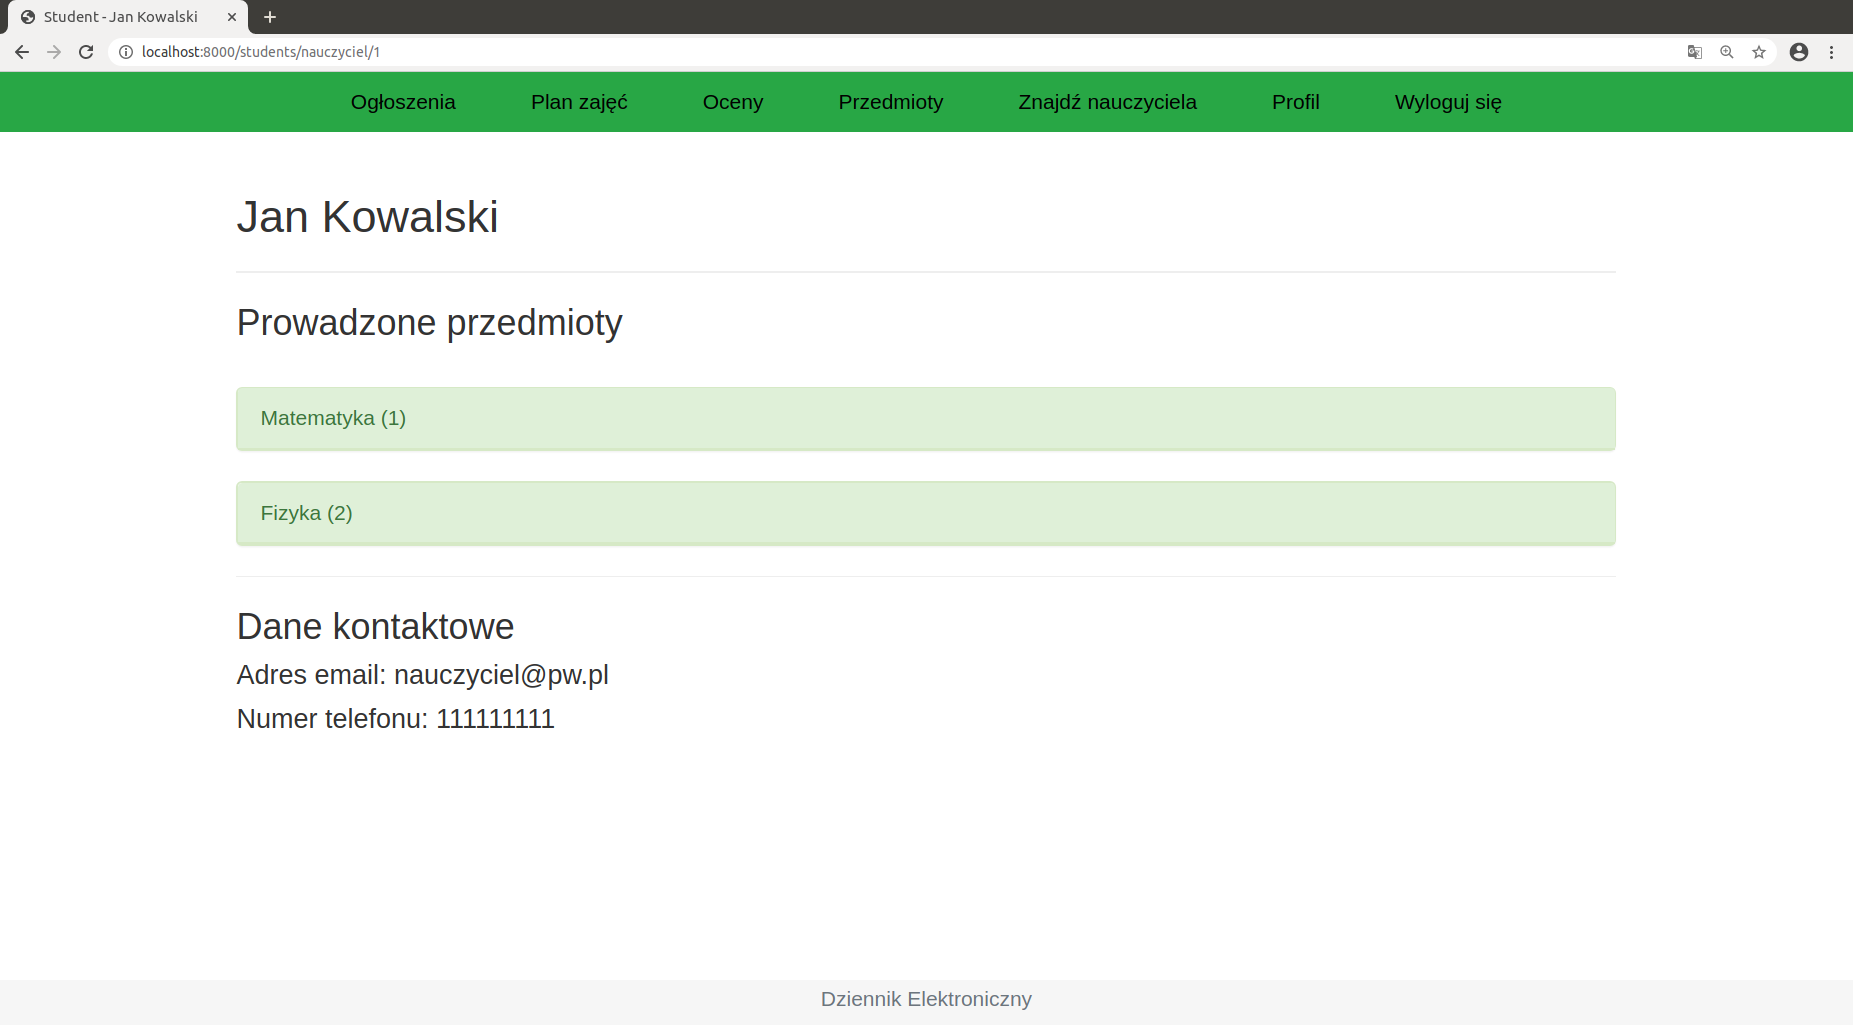 Student - Jan Kowalski
localhost:8000/students/nauczyciel/1
Ogłoszenia Plan zajęć Oceny Przedmioty Znajdź nauczyciela Profil Wyloguj się
Jan Kowalski
Prowadzone przedmioty
Matematyka (1)
Fizyka (2)
Dane kontaktowe
Adres email: nauczyciel@pw.pl
Numer telefonu: 111111111
Dziennik Elektroniczny